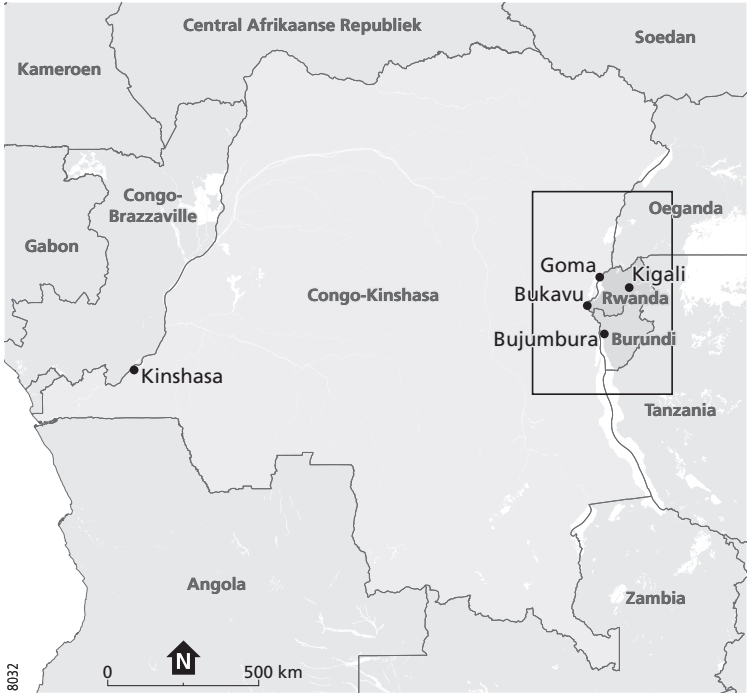 Central Afrikaanse Republiek
Soedan
Kameroen
Congo-
Brazzaville
Oeganda
Gabon
Goma
Kigali
Congo-Kinshasa
Bukavu
Rwanda
Bujumbura
Burundi
Kinshasa
Tanzania
Angola
Zambia
N
0
500 km
8032